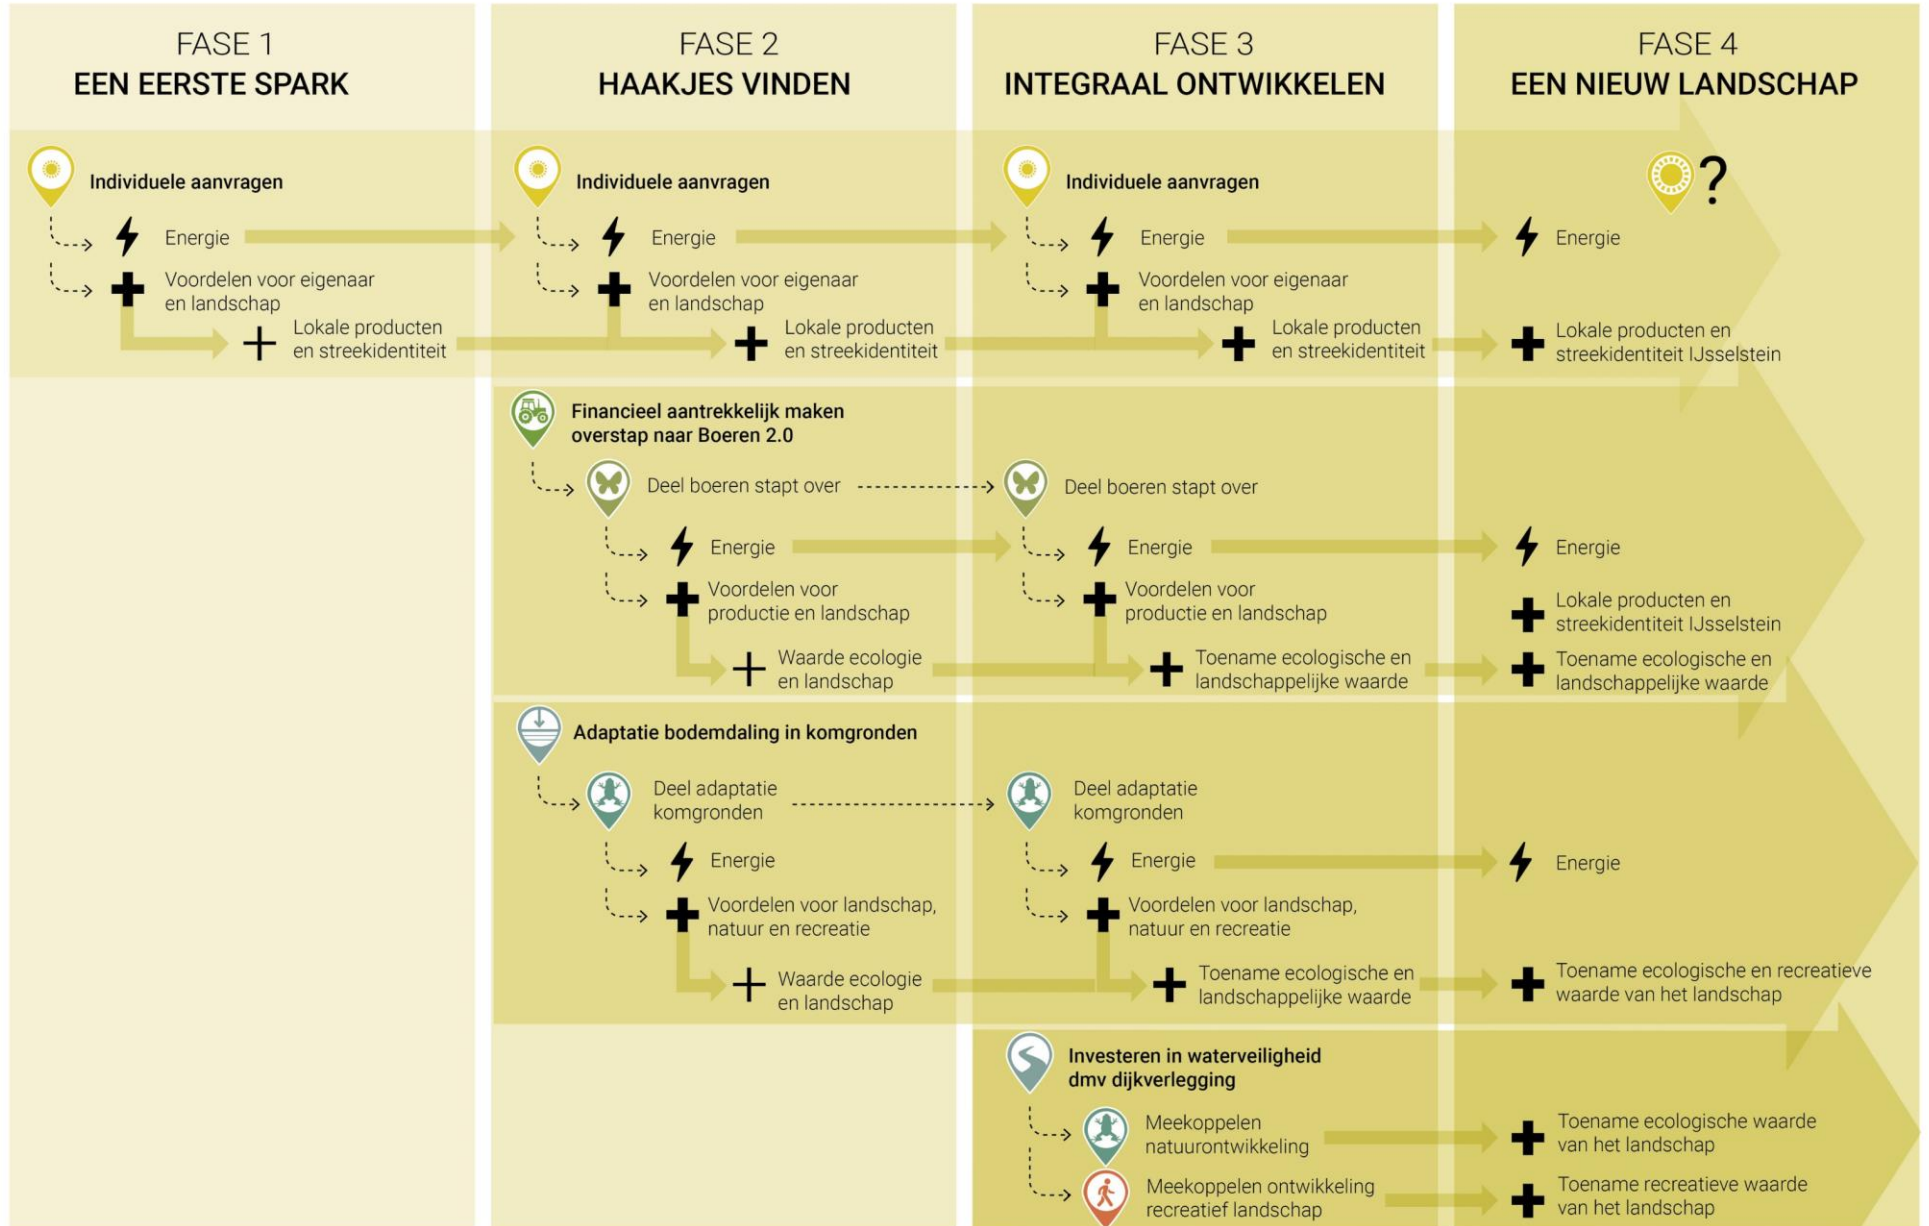 FASE 1
EEN EERSTE SPARK
FASE 2
HAAKJES VINDEN
FASE 3
INTEGRAAL ONTWIKKELEN
FASE 4
EEN NIEUW LANDSCHAP
Individuele aanvragen
Energie
Voordelen voor eigenaar
en landschap
Lokale producten
en streekidentiteit
Individuele aanvragen
Energie
Voordelen voor eigenaar
en landschap
Lokale producten
en streekidentiteit
Individuele aanvragen
Energie
Voordelen voor eigenaar
en landschap
Lokale producten
en streekidentiteit
?
Energie
Lokale producten en
streekidentiteit IJsselstein
Financieel aantrekkelijk maken
overstap naar Boeren 2.0
Deel boeren stapt over
Energie
Voordelen voor
productie en landschap
Waarde ecologie
en landschap
Deel boeren stapt over
Energie
Voordelen voor
productie en landschap
Toename ecologische en
landschappelijke waarde
Energie
Lokale producten en
streekidentiteit IJsselstein
Toename ecologische en
landschappelijke waarde
Adaptatie bodemdaling in komgronden
Deel adaptatie
komgronden
Energie
Voordelen voor landschap,
natuur en recreatie
Waarde ecologie
en landschap
Deel adaptatie
komgronden
Energie
Voordelen voor landschap,
natuur en recreatie
Toename ecologische en
landschappelijke waarde
Energie
Toename ecologische en recreatieve
waarde van het landschap
Investeren in waterveiligheid
dmv dijkverlegging
Meekoppelen
natuurontwikkeling
Meekoppelen ontwikkeling
recreatief landschap
Toename ecologische waarde
van het landschap
Toename recreatieve waarde
van het landschap